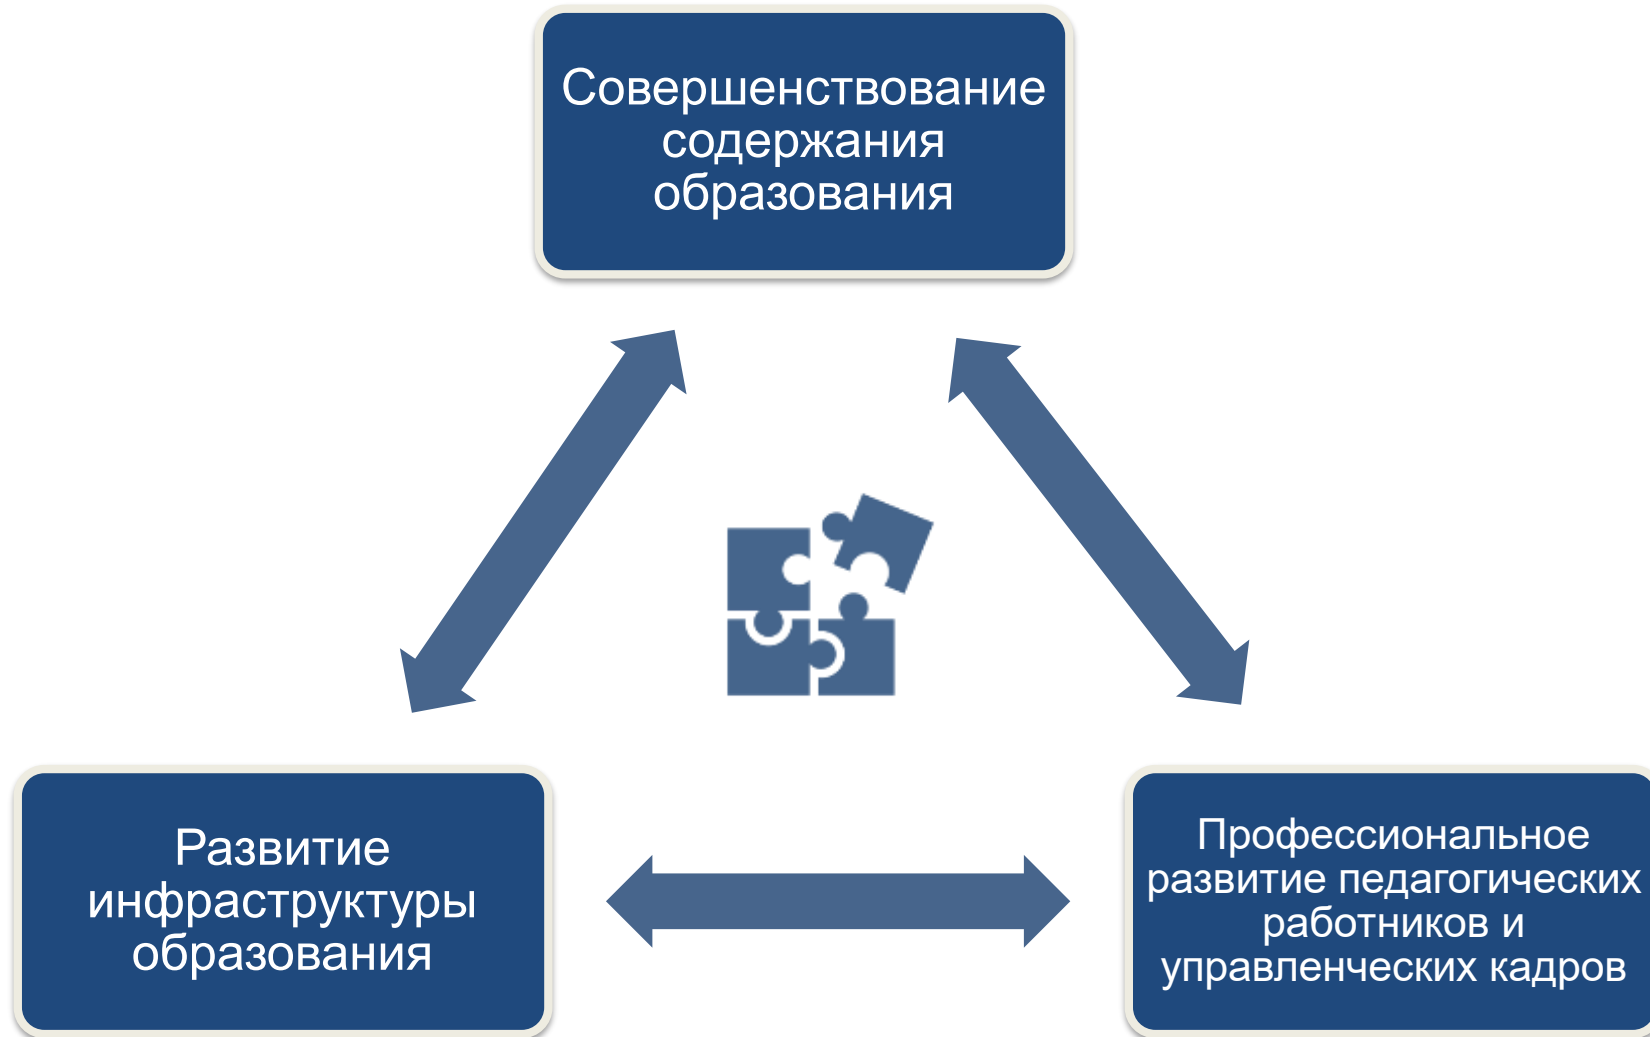 Совершенствование
содержания
образования
Развитие
инфраструктуры
образования
Профессиональное
развитие педагогических
работников и
управленческих кадров